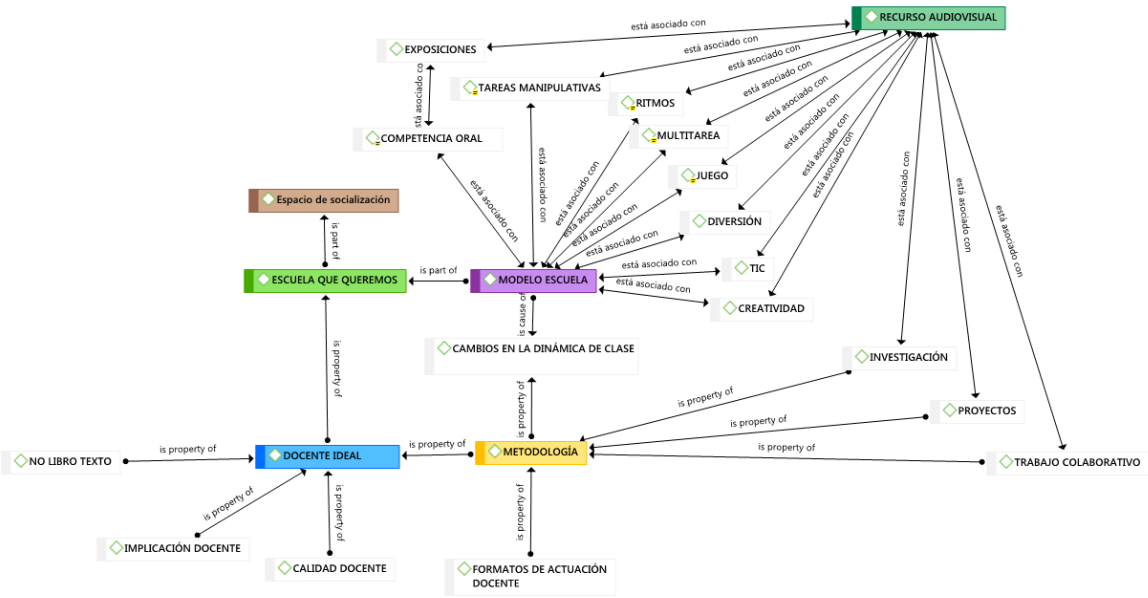 RECURSO AUDIOVISUAL
está asociado con
EXPOSICIONES
está asociado con
está asociado con
TAREAS MANIPULATIVAS
está asociado con
está asociado con
RITMOS
está asociado con
stá asociado co
COMPETENCIA ORAL
MULTITAREA
está asociado con
está asociado con
está asociado con
JUEGO
está asociado con
está asociado con
está asociado con
está asociado con
está asociado con
está asociado con
está asociado con
está asociado con
Espacio de socialización
DIVERSIÓN
is part of
está asociado con
está asociado con
TIC
ESCUELA QUE QUEREMOS
is part of
MODELO ESCUELA
está asociado con
CREATIVIDAD
is cause of
CAMBIOS EN LA DINÁMICA DE CLASE
INVESTIGACIÓN
is property of
is property of
is property of
PROYECTOS
is property of
is property of
NO LIBRO TEXTO
is property of
DOCENTE IDEAL
is property of
METODOLOGÍA
is property of
TRABAJO COLABORATIVO
is property of
is property of
is property of
IMPLICACIÓN DOCENTE
CALIDAD DOCENTE
FORMATOS DE ACTUACIÓN
DOCENTE